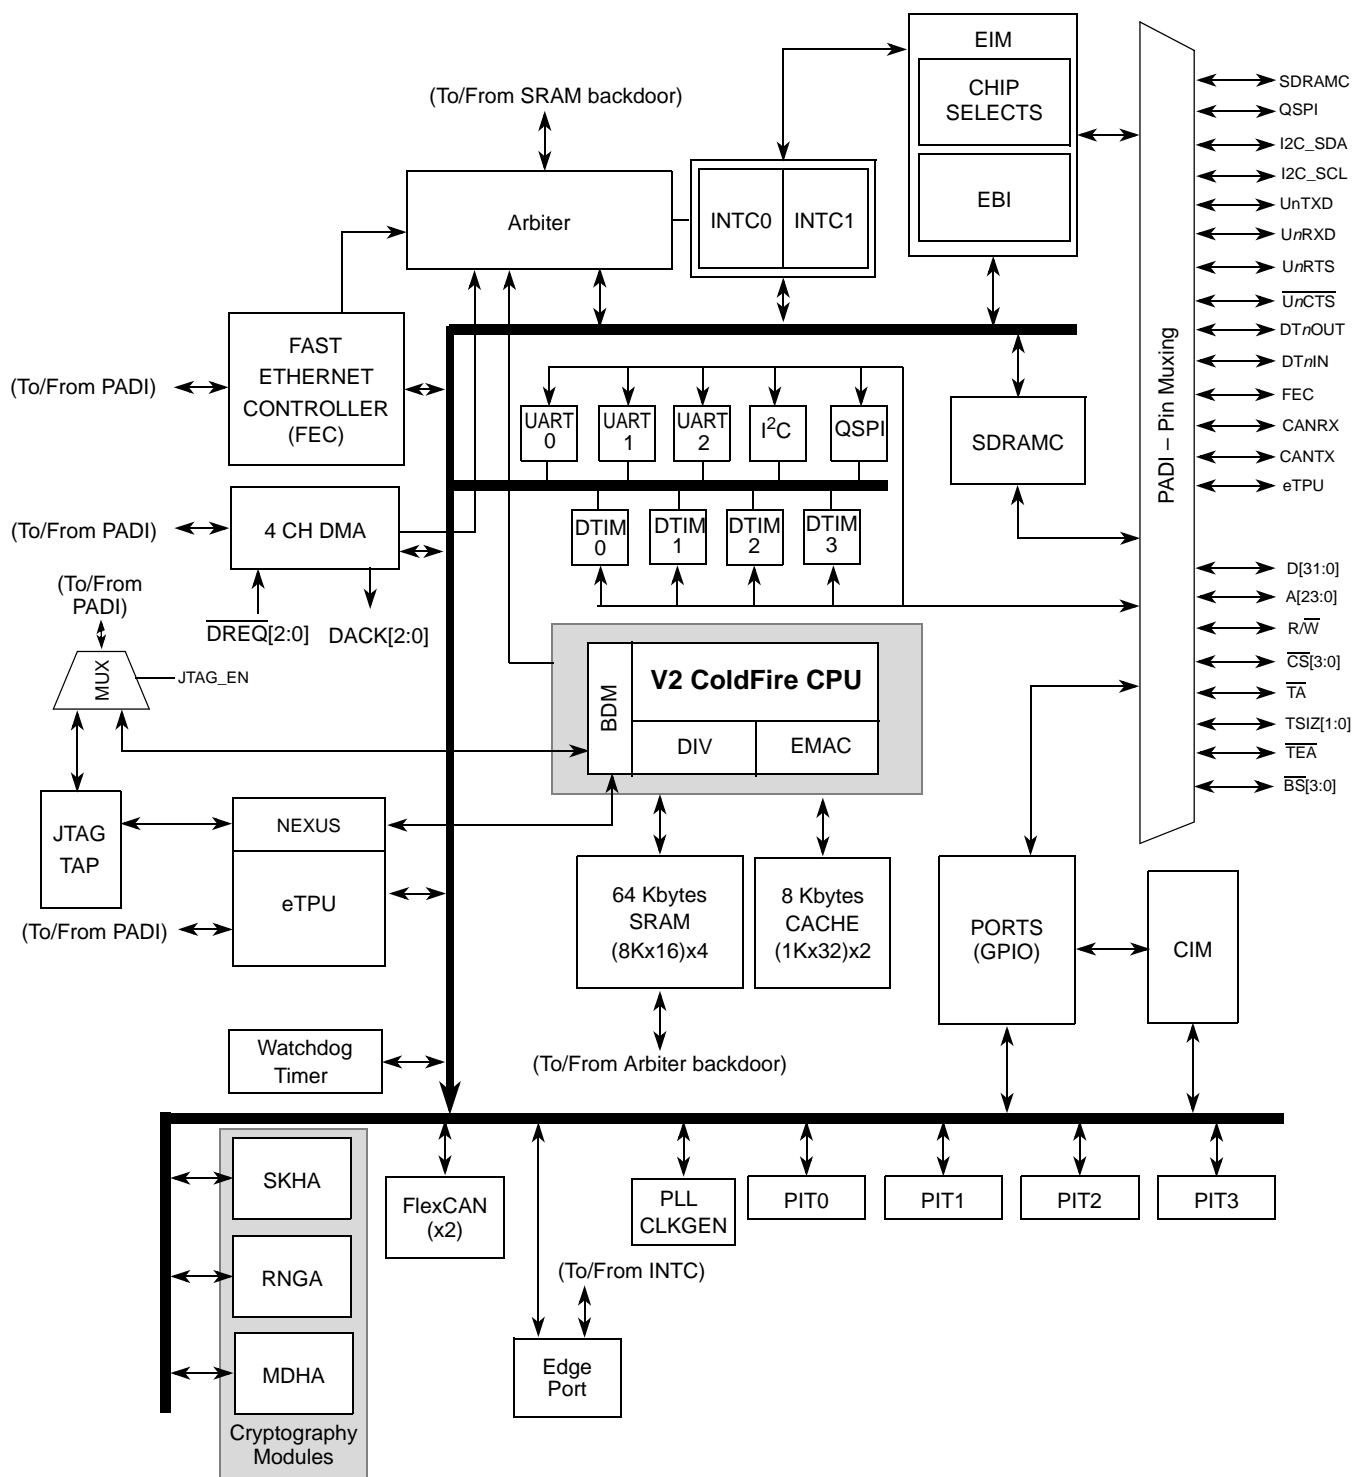 EIM
CHIP
SELECTS
EBI
(To/From SRAM backdoor)
Arbiter
INTC0
INTC1
FAST
ETHERNET
CONTROLLER
(FEC)
(To/From PADI)
UART
0
UART
1
UART
2
I²C
QSPI
SDRAMC
4 CH DMA
(To/From PADI)
DTIM
0
DTIM
1
DTIM
2
DTIM
3
(To/From
PADI)
DREQ[2:0]
DACK[2:0]
MUX
JTAG_EN
BDM
V2 ColdFire CPU
DIV
EMAC
JTAG
TAP
NEXUS
eTPU
(To/From PADI)
64 Kbytes
SRAM
(8Kx16)x4
8 Kbytes
CACHE
(1Kx32)x2
PORTS
(GPIO)
CIM
Watchdog
Timer
(To/From Arbiter backdoor)
SKHA
RNGA
MDHA
Cryptography
Modules
FlexCAN
(x2)
PLL
CLKGEN
PIT0
PIT1
PIT2
PIT3
(To/From INTC)
Edge
Port
PADI – Pin Muxing
SDRAMC
QSPI
I2C_SDA
I2C_SCL
UnTXD
UnRXD
UnRTS
UnCTS
DTnOUT
DTnIN
FEC
CANRX
CANTX
eTPU
D[31:0]
A[23:0]
R/W
CS[3:0]
TA
TSIZ[1:0]
TEA
BS[3:0]